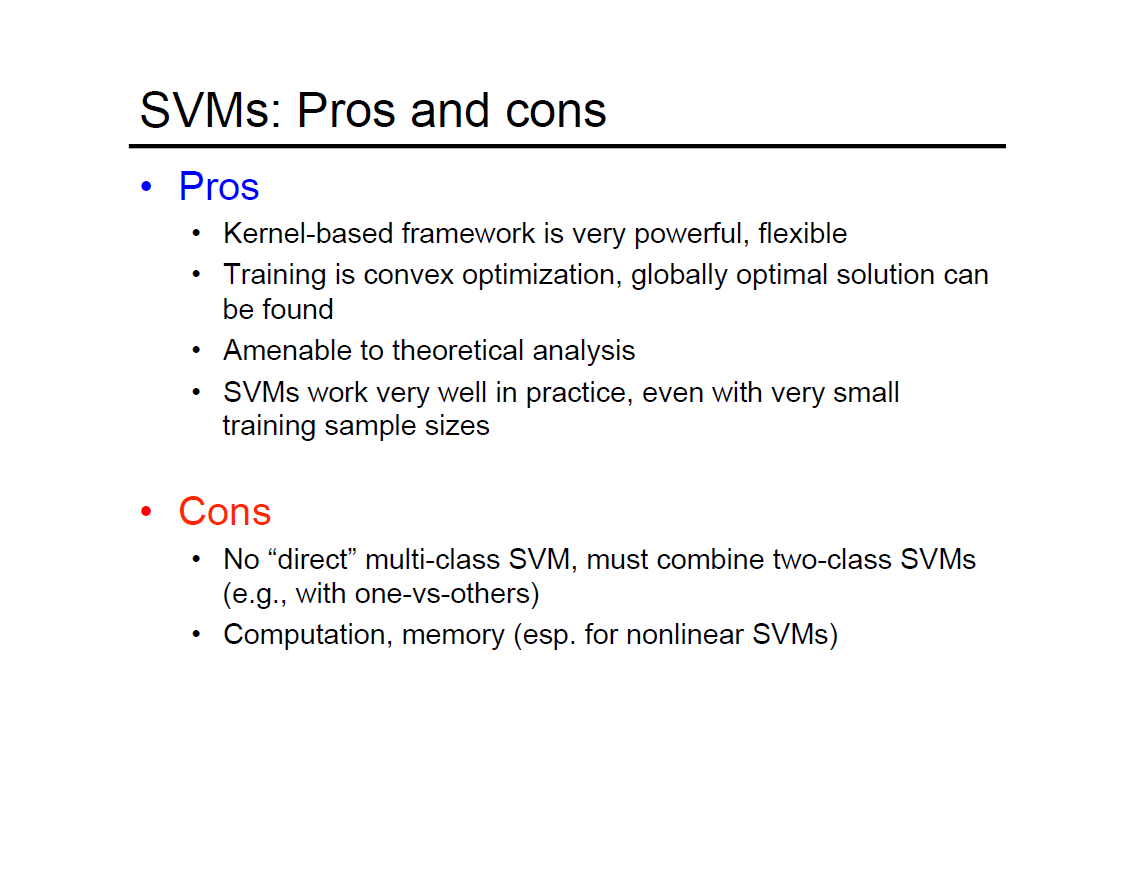 SVMs: Pros and cons
• Pros
• Kernel-based framework is very powerful, flexible
• Training is convex optimization, globally optimal solution can
be found
• Amenable to theoretical analysis
• SVMs work very well in practice, even with very small
training sample sizes
• Cons
• No “direct” multi-class SVM, must combine two-class SVMs
(e.g., with one-vs-others)
• Computation, memory (esp. for nonlinear SVMs)